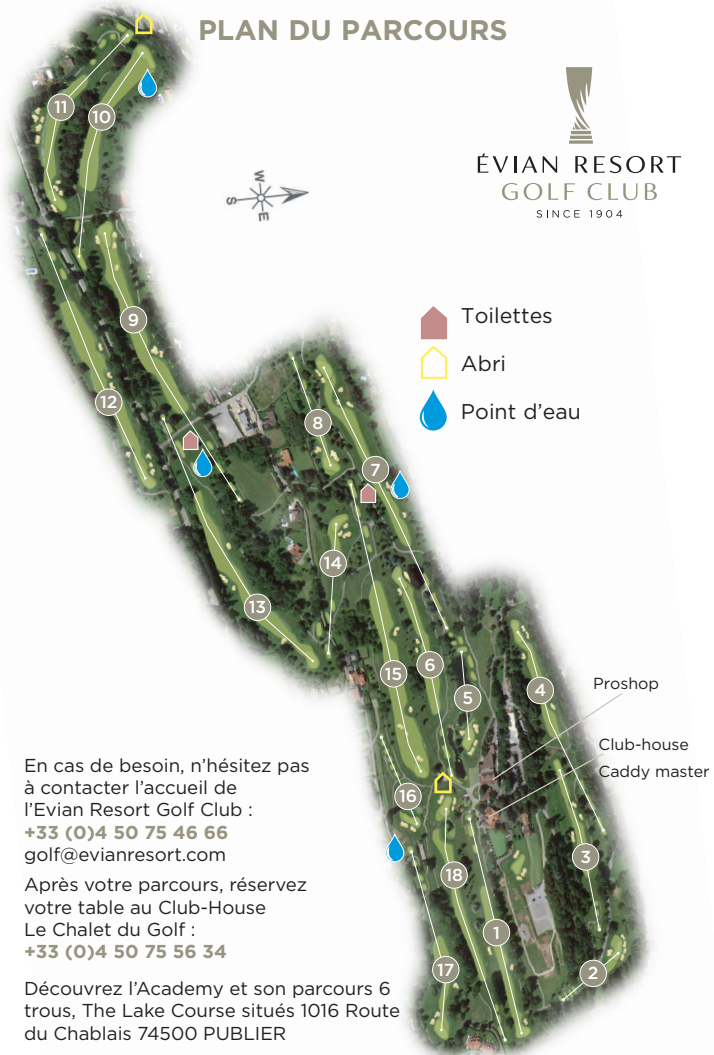 PLAN DU PARCOURS
ÉVIAN RESORT
GOLF CLUB
SINCE 1904
11
10
W
S
E
9
12
Toilettes
Abri
Point d’eau
8
7
14
13
15
6
5
4
Proshop
Club-house
Caddy master
16
3
18
1
17
2
En cas de besoin, n’hésitez pas
à contacter l’accueil de
l’Evian Resort Golf Club :
+33 (0)4 50 75 46 66
golf@evianresort.com
Après votre parcours, réservez
votre table au Club-House
Le Chalet du Golf :
+33 (0)4 50 75 56 34
Découvrez l’Academy et son parcours 6
trous, The Lake Course situés 1016 Route
du Chablais 74500 PUBLIER